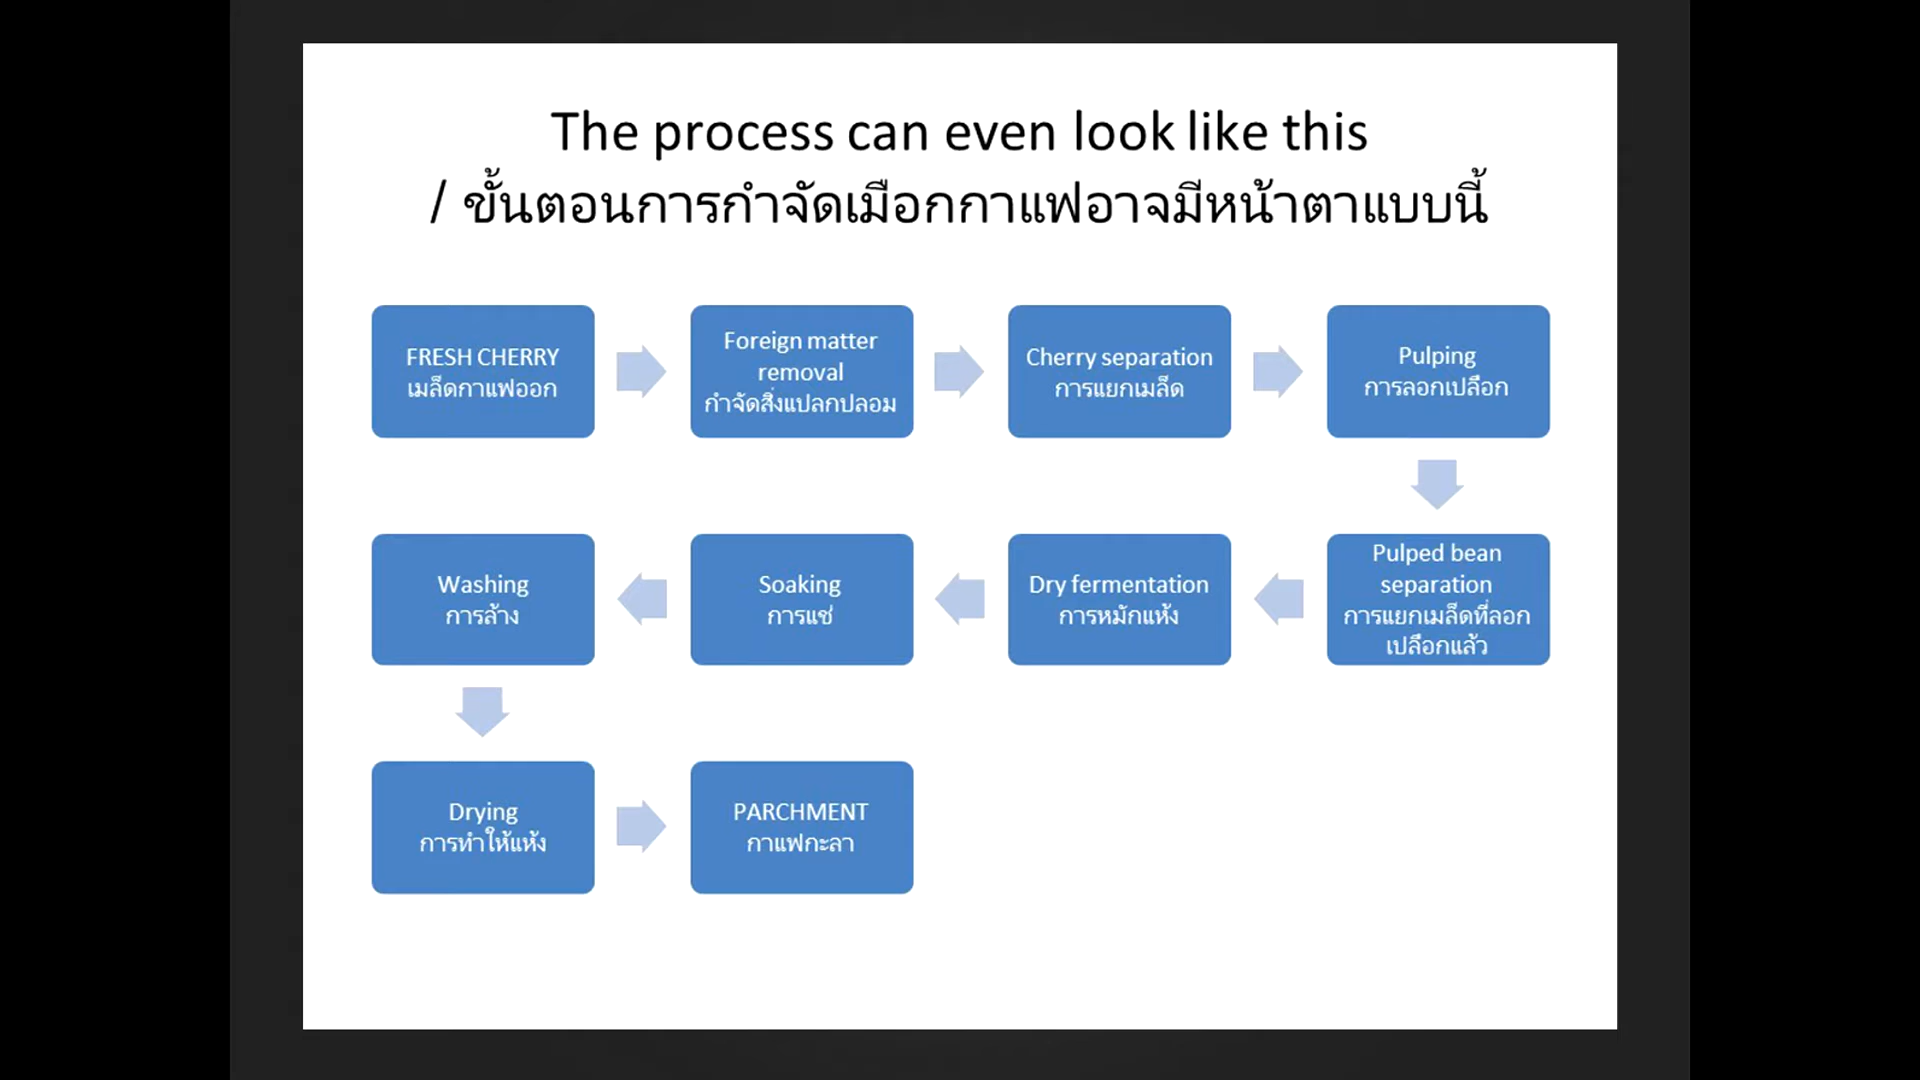 The process can even look like this
/ ขั้นตอนการกำจัดเมือกกาแฟอาจมีหน้าตาแบบนี้
FRESH CHERRY
เมล็ดกาแฟออก
Foreign matter
removal
กำจัดสิ่งแปลกปลอม
Cherry separation
การแยกเมล็ด
Pulping
การลอกเปลือก
Pulped bean
separation
การแยกเมล็ดที่ลอก
เปลือกแล้ว
Dry fermentation
การหมักแห้ง
Soaking
การแช่
Washing
การล้าง
Drying
การทำให้แห้ง
PARCHMENT
กาแฟกะลา